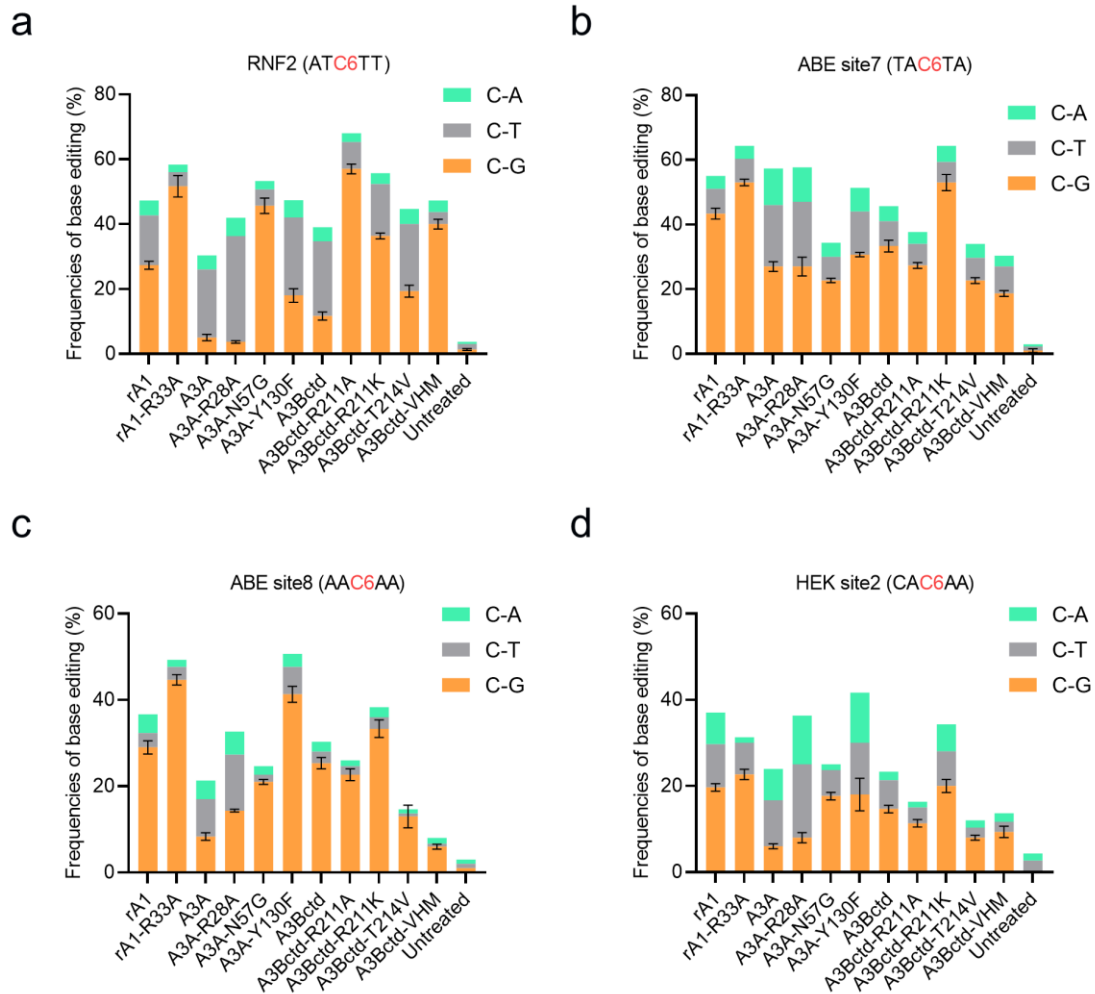 a
RNF2 (ATC6TT)
Frequencies of base editing (%)
80
60
40
20
0
C-A
C-T
C-G
rA1
rA1-R33A
A3A
A3A-R28A
A3A-N57G
A3A-Y130F
A3Bctd
A3Bctd-R211A
A3Bctd-R211K
A3Bctd-T214V
A3Bctd-VHM
Untreated
b
ABE site7 (TAC6TA)
Frequencies of base editing (%)
80
60
40
20
0
C-A
C-T
C-G
rA1
rA1-R33A
A3A
A3A-R28A
A3A-N57G
A3A-Y130F
A3Bctd
A3Bctd-R211A
A3Bctd-R211K
A3Bctd-T214V
A3Bctd-VHM
Untreated
c
ABE site8 (AAC6AA)
Frequencies of base editing (%)
60
40
20
0
C-A
C-T
C-G
rA1
rA1-R33A
A3A
A3A-R28A
A3A-N57G
A3A-Y130F
A3Bctd
A3Bctd-R211A
A3Bctd-R211K
A3Bctd-T214V
A3Bctd-VHM
Untreated
d
HEK site2 (CAC6AA)
Frequencies of base editing (%)
60
40
20
0
C-A
C-T
C-G
rA1
rA1-R33A
A3A
A3A-R28A
A3A-N57G
A3A-Y130F
A3Bctd
A3Bctd-R211A
A3Bctd-R211K
A3Bctd-T214V
A3Bctd-VHM
Untreated